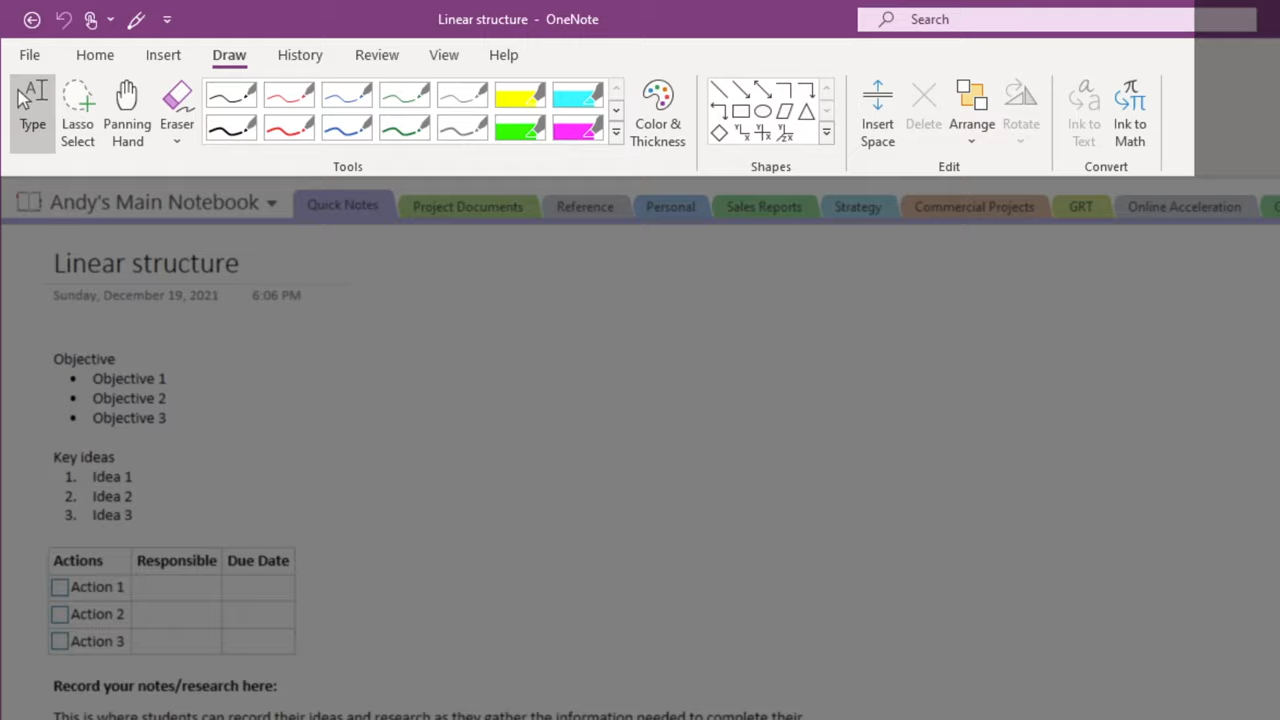 Linear structure - OneNote
Search
File Home Insert Draw History Review View Help
Type
Lasso Select
Panning Hand
Eraser
Color & Thickness
Insert Space
Delete
Arrange
Rotate
Ink to Text
Ink to Math
Tools Shapes Edit Convert
Andy's Main Notebook Quick Notes Project Documents Reference Personal Sales Reports Strategy Commercial Projects GRT Online Acceleration
Linear structure
Sunday, December 19, 2021 6:06 PM
Objective
• Objective 1
• Objective 2
• Objective 3
Key ideas
1. Idea 1
2. Idea 2
3. Idea 3
Actions Responsible Due Date
Action 1
Action 2
Action 3
Record your notes/research here:
This is where students can record their ideas and research as they gather the information needed to complete their